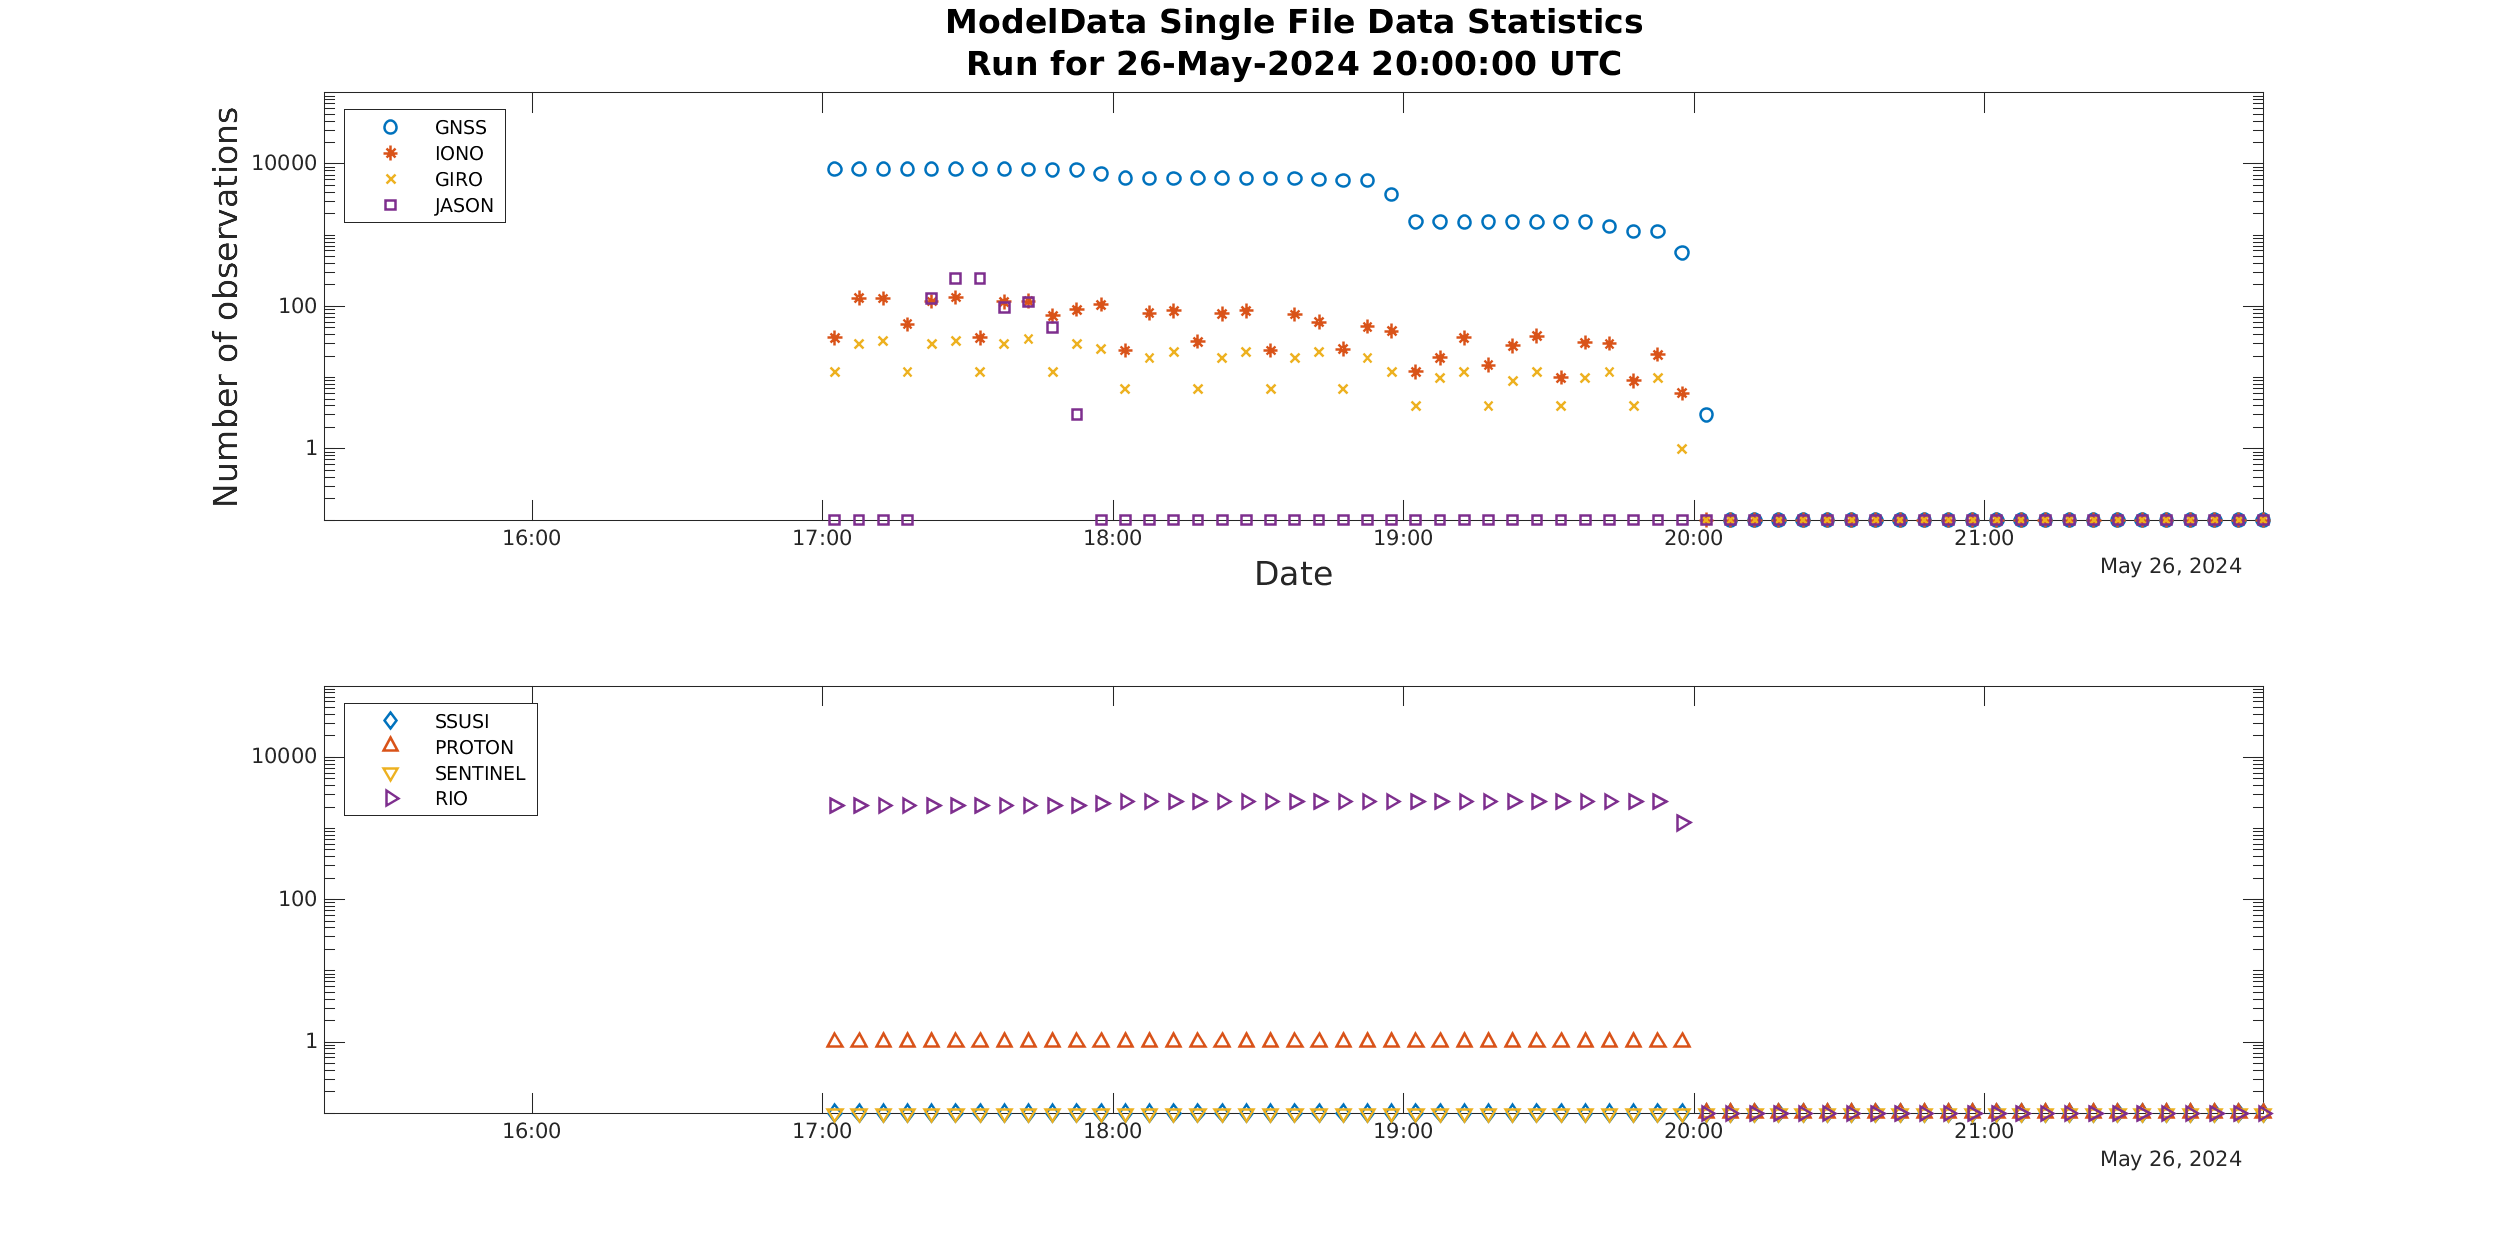 ModelData Single File Data Statistics
Run for 26-May-2024 20:00:00 UTC
Number of observations
10000
100
1
GNSS
IONO
GIRO
JASON
16:00 17:00 18:00 19:00 20:00 21:00
Date
May 26, 2024
10000
100
1
SSUSI
PROTON
SENTINEL
RIO
16:00 17:00 18:00 19:00 20:00 21:00
May 26, 2024